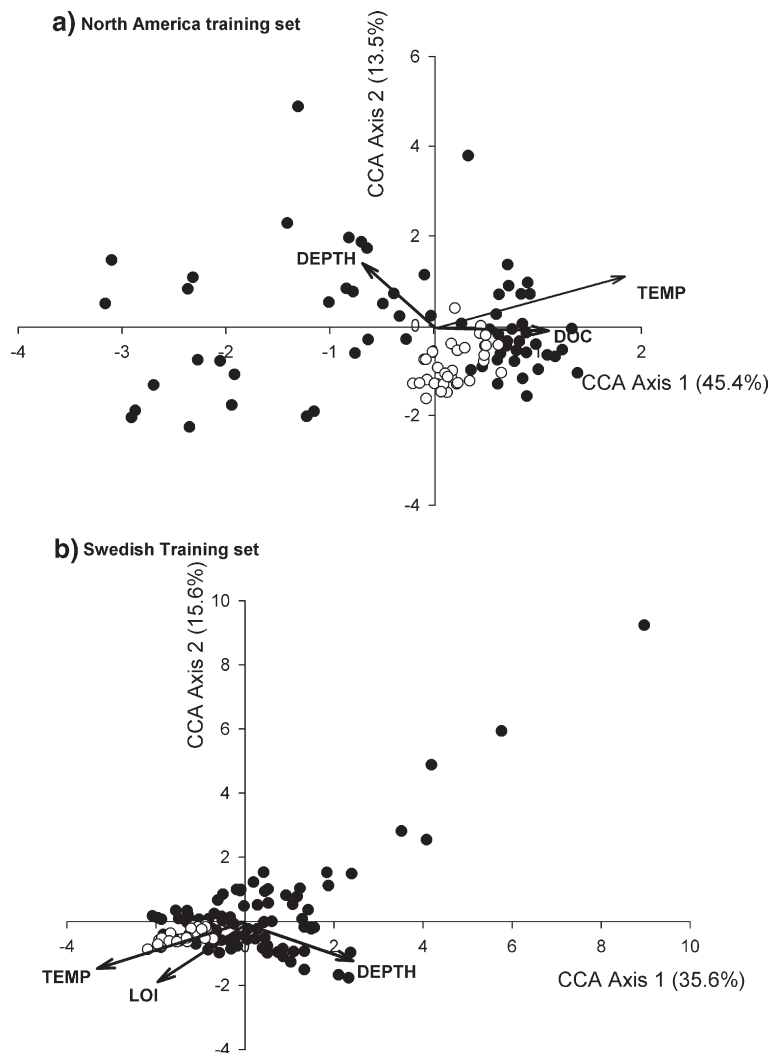 a) North America training set
CCA Axis 2 (13.5%)
6
4
2
0
-2
-4
-4
-3
-2
-1
1
2
DEPTH
TEMP
DOC
CCA Axis 1 (45.4%)
b) Swedish Training set
CCA Axis 2 (15.6%)
10
8
6
4
2
0
-2
-4
-4
2
4
6
8
10
TEMP
LOI
DEPTH
CCA Axis 1 (35.6%)